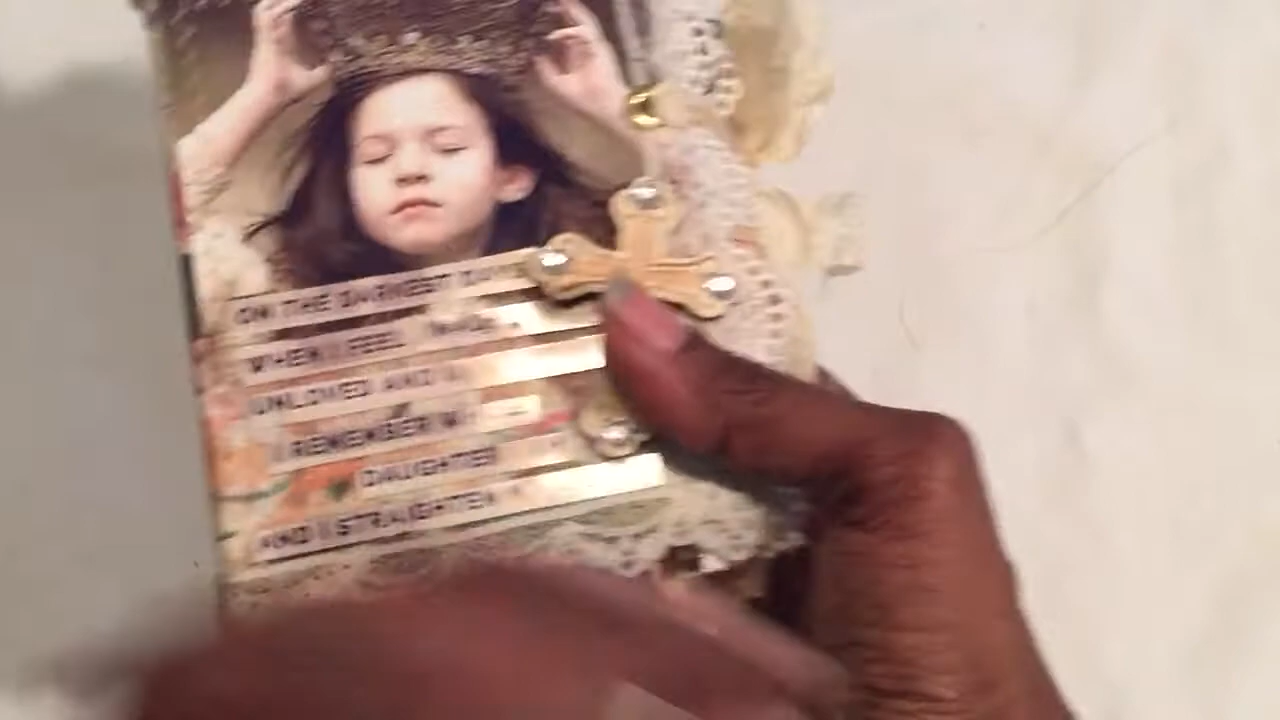 ON THE DARKEST DAYS
WHEN I FEEL
UNLOVED AND
I REMEMBER
DAUGHTER
AND I STRAIGHTEN